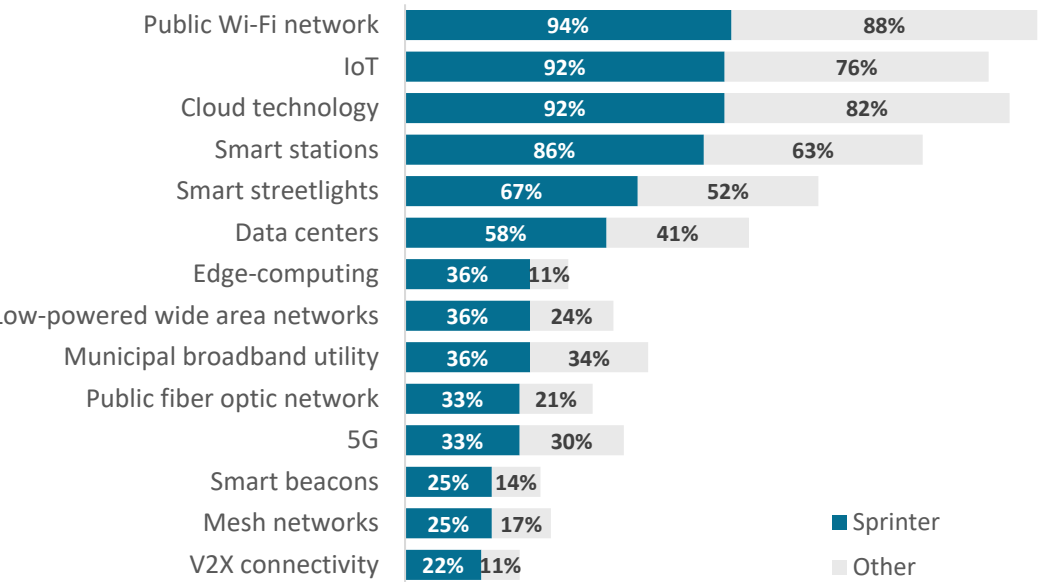 Public Wi-Fi network 94% 88%
IoT 92% 76%
Cloud technology 92% 82%
Smart stations 86% 63%
Smart streetlights 67% 52%
Data centers 58% 41%
Edge-computing 36% 11%
Low-powered wide area networks 36% 24%
Municipal broadband utility 36% 34%
Public fiber optic network 33% 21%
5G 33% 30%
Smart beacons 25% 14%
Mesh networks 25% 17%
V2X connectivity 22% 11%
Sprinter
Other